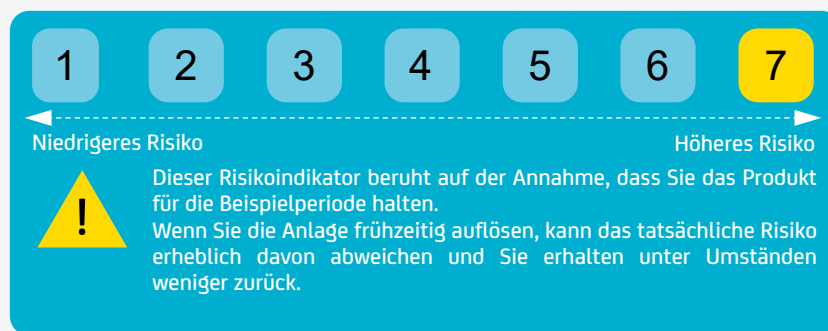 1 2 3 4 5 6 7
Niedrigeres Risiko Höheres Risiko
Dieser Risikoindikator beruht auf der Annahme, dass Sie das Produkt
! für die Beispielperiode halten.
Wenn Sie die Anlage frühzeitig auflösen, kann das tatsächliche Risiko
erheblich davon abweichen und Sie erhalten unter Umständen
weniger zurück.